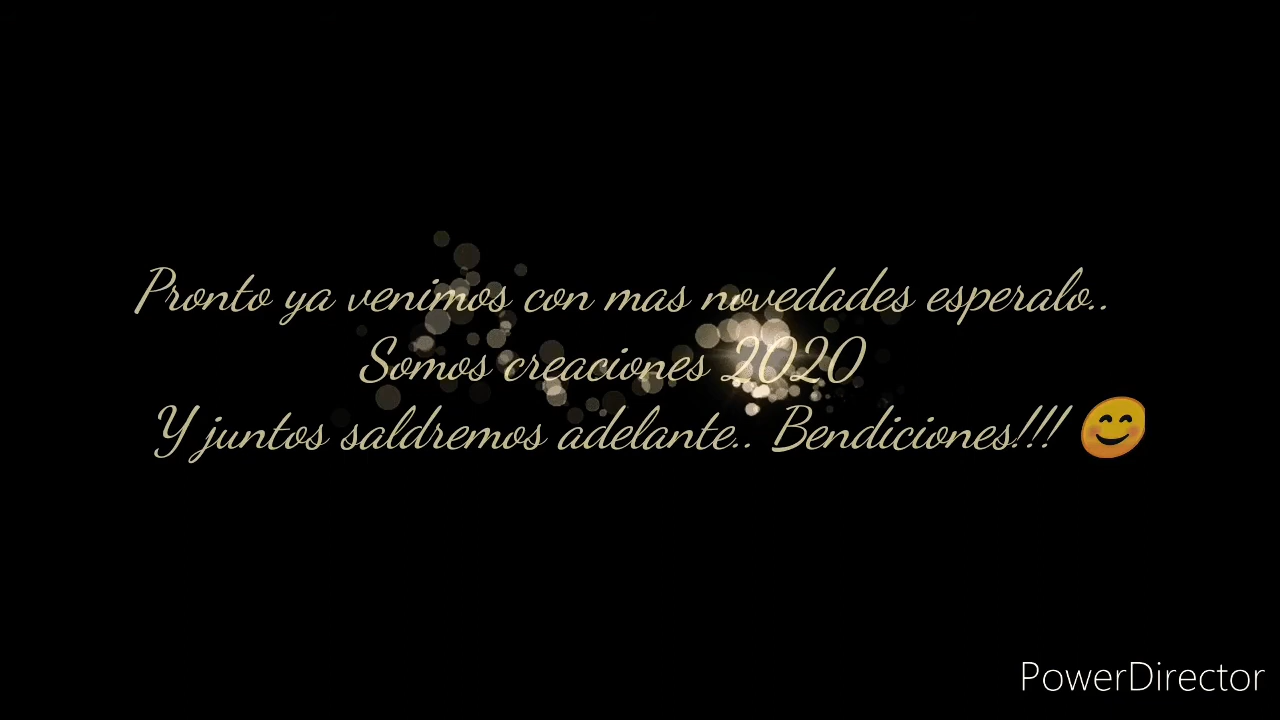 Pronto ya venimos con mas novedades esperalo..
Somos creaciones 2020
Y juntos saldremos adelante.. Bendiciones!!! 😊
PowerDirector